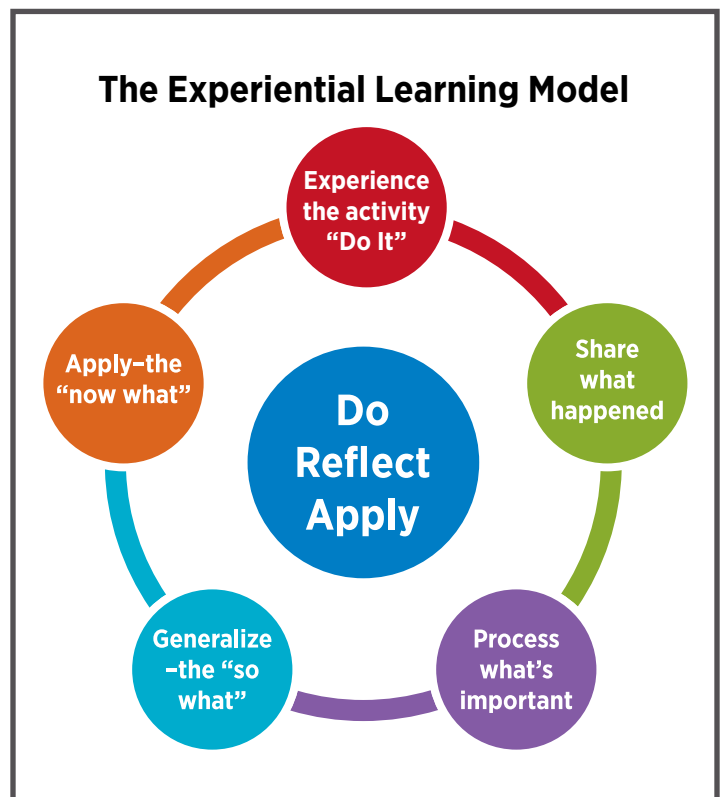 The Experiential Learning Model
Experience
the activity
“Do It”
Share
what
happened
Process
what’s
important
Generalize
–the “so
what”
Apply–the
“now what”
Do
Reflect
Apply